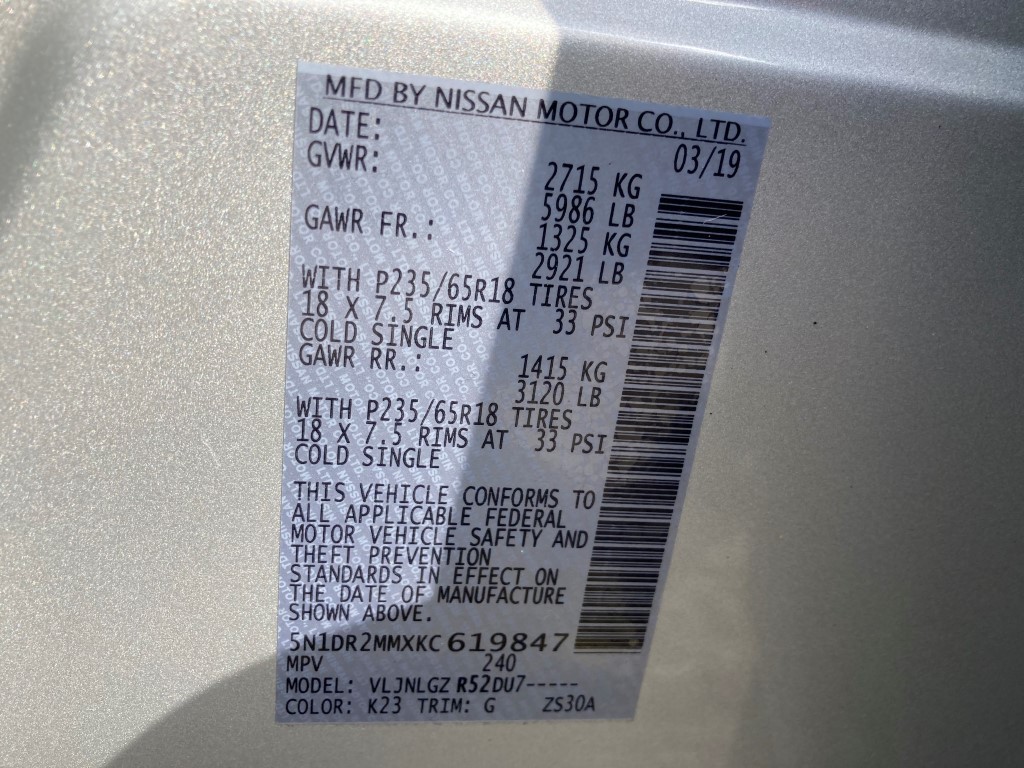 MFD BY NISSAN MOTOR CO., LTD.
DATE: 03/19
GVWR: 2715 KG
5986 LB
GAWR FR.: 1325 KG
2921 LB
WITH P235/65R18 TIRES
18 X 7.5 RIMS AT 33 PSI
COLD SINGLE
GAWR RR.: 1415 KG
3120 LB
WITH P235/65R18 TIRES
18 X 7.5 RIMS AT 33 PSI
COLD SINGLE
THIS VEHICLE CONFORMS TO
ALL APPLICABLE FEDERAL
MOTOR VEHICLE SAFETY AND
THEFT PREVENTION
STANDARDS IN EFFECT ON
THE DATE OF MANUFACTURE
SHOWN ABOVE.
5N1DR2MMXKC619847
MPV 240
MODEL: VLJNLGZ R52DU7-----
COLOR: K23 TRIM: G ZS30A